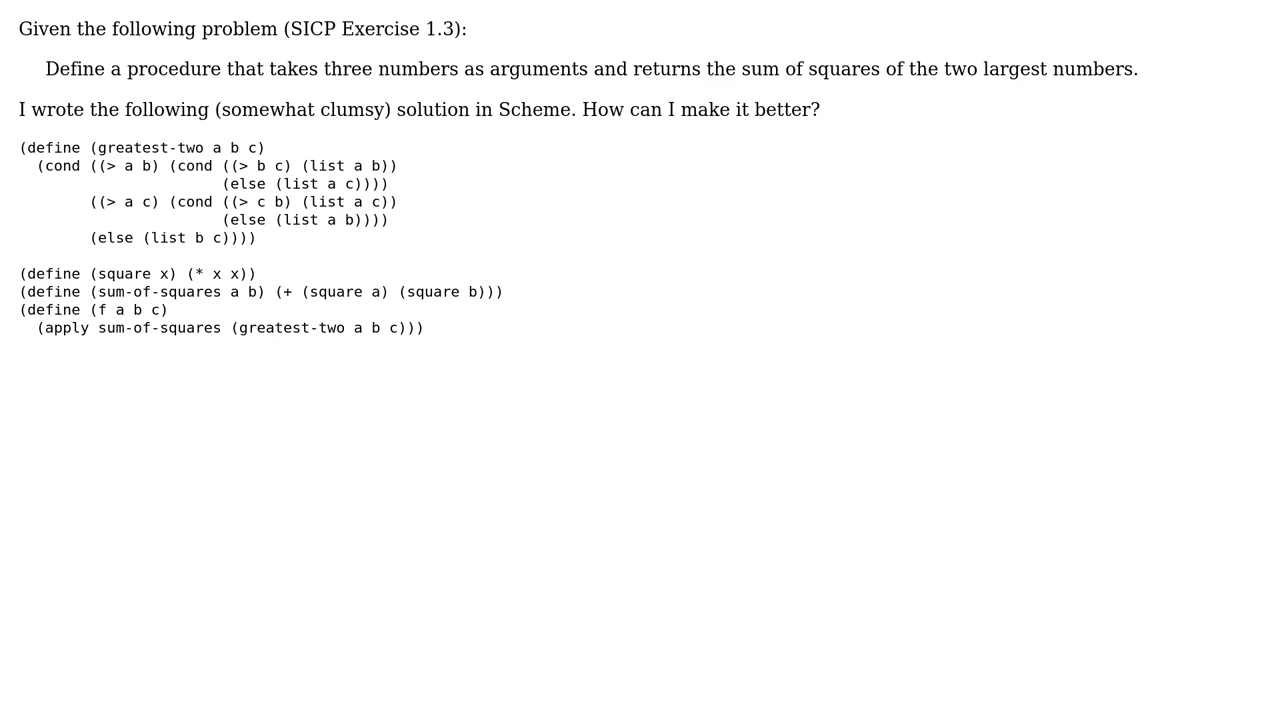 Given the following problem (SICP Exercise 1.3):
Define a procedure that takes three numbers as arguments and returns the sum of squares of the two largest numbers.
I wrote the following (somewhat clumsy) solution in Scheme. How can I make it better?
(define (greatest-two a b c)
  (cond ((> a b) (cond ((> b c) (list a b))
                       (else (list a c))))
        ((> a c) (cond ((> c b) (list a c))
                       (else (list a b))))
        (else (list b c))))
(define (square x) (* x x))
(define (sum-of-squares a b) (+ (square a) (square b)))
(define (f a b c)
  (apply sum-of-squares (greatest-two a b c)))